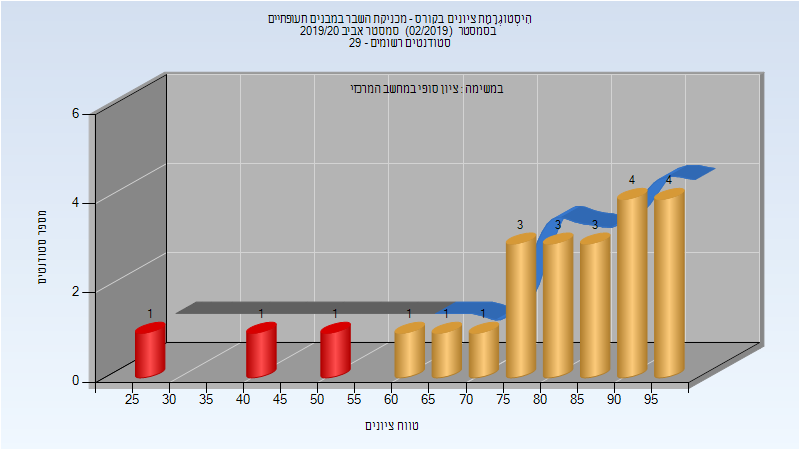 היסטוגרמת ציונים בקורס - מכניקת השבר במבנים תעופתיים
בסמסטר (02/2019) סמסטר אביב 2019/20
סטודנטים רשומים - 29
במשימה : ציון סופי במחשב המרכזי
מספר סטודנטים
6
4
2
0
1 1 1 1 1 1 3 3 3 4 4
25 30 35 40 45 50 55 60 65 70 75 80 85 90 95
טווח ציונים